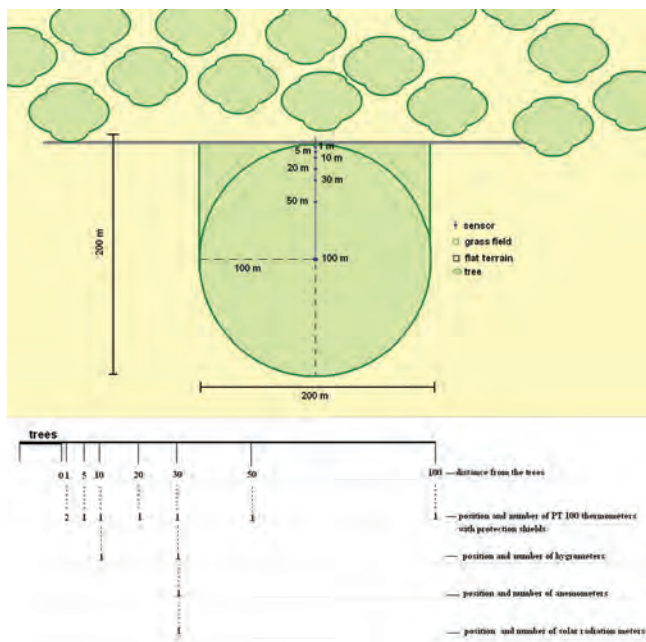 1 m
5 m
10 m
20 m
30 m
50 m
200 m
sensor
grass field
flat terrain
tree
100 m
100 m
200 m
trees
0 1 5 10 20 30 50 100 — distance from the trees
2 1 1 1 1 1 1 — position and number of PT 100 thermometers
with protection shields
1 1 — position and number of hygrometers
1 — position and number of anemometers
1 — position and number of solar radiation meters